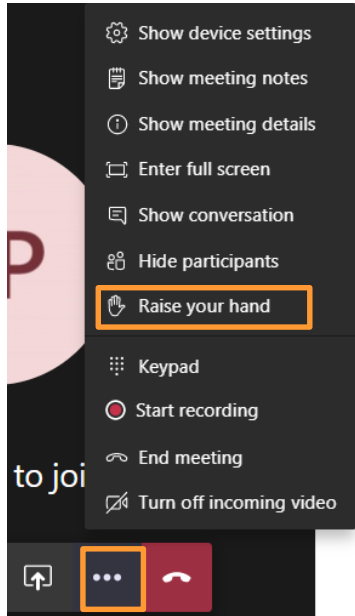 Show device settings
Show meeting notes
Show meeting details
Enter full screen
Show conversation
Hide participants
P
Raise your hand
Keypad
Start recording
End meeting
to joi
Turn off incoming video